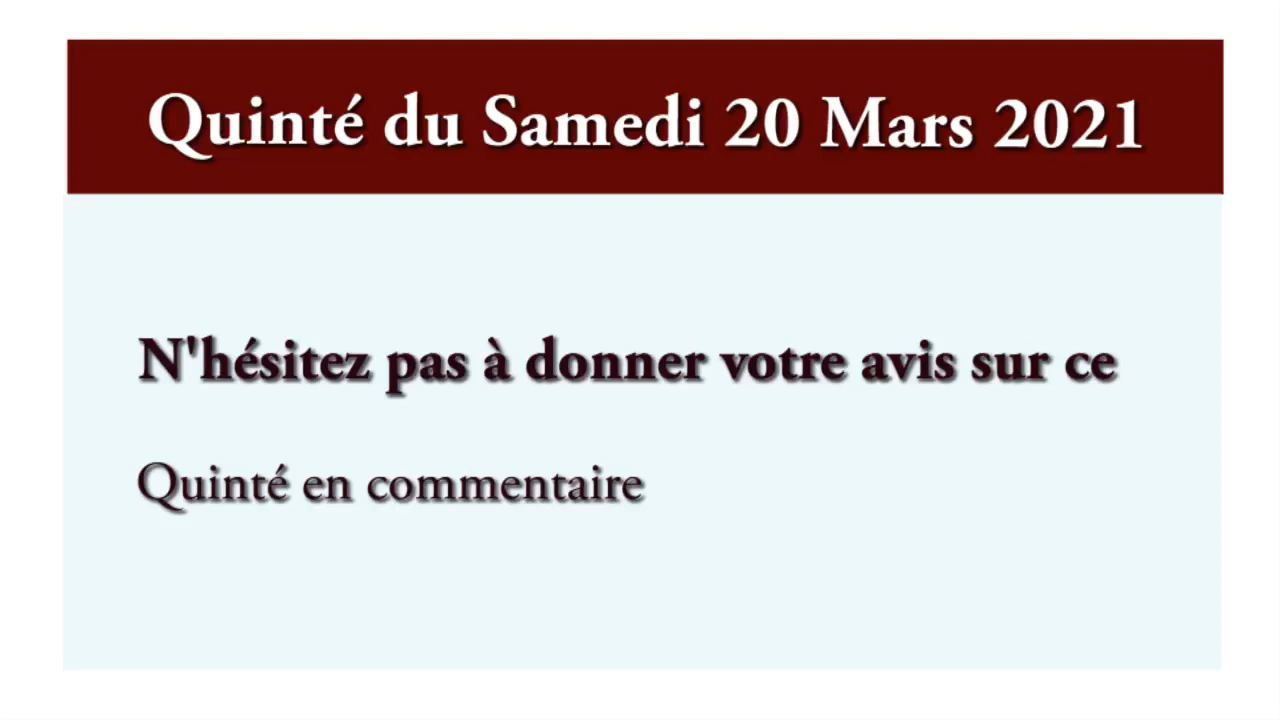 Quinté du Samedi 20 Mars 2021
N'hésitez pas à donner votre avis sur ce
Quinté en commentaire